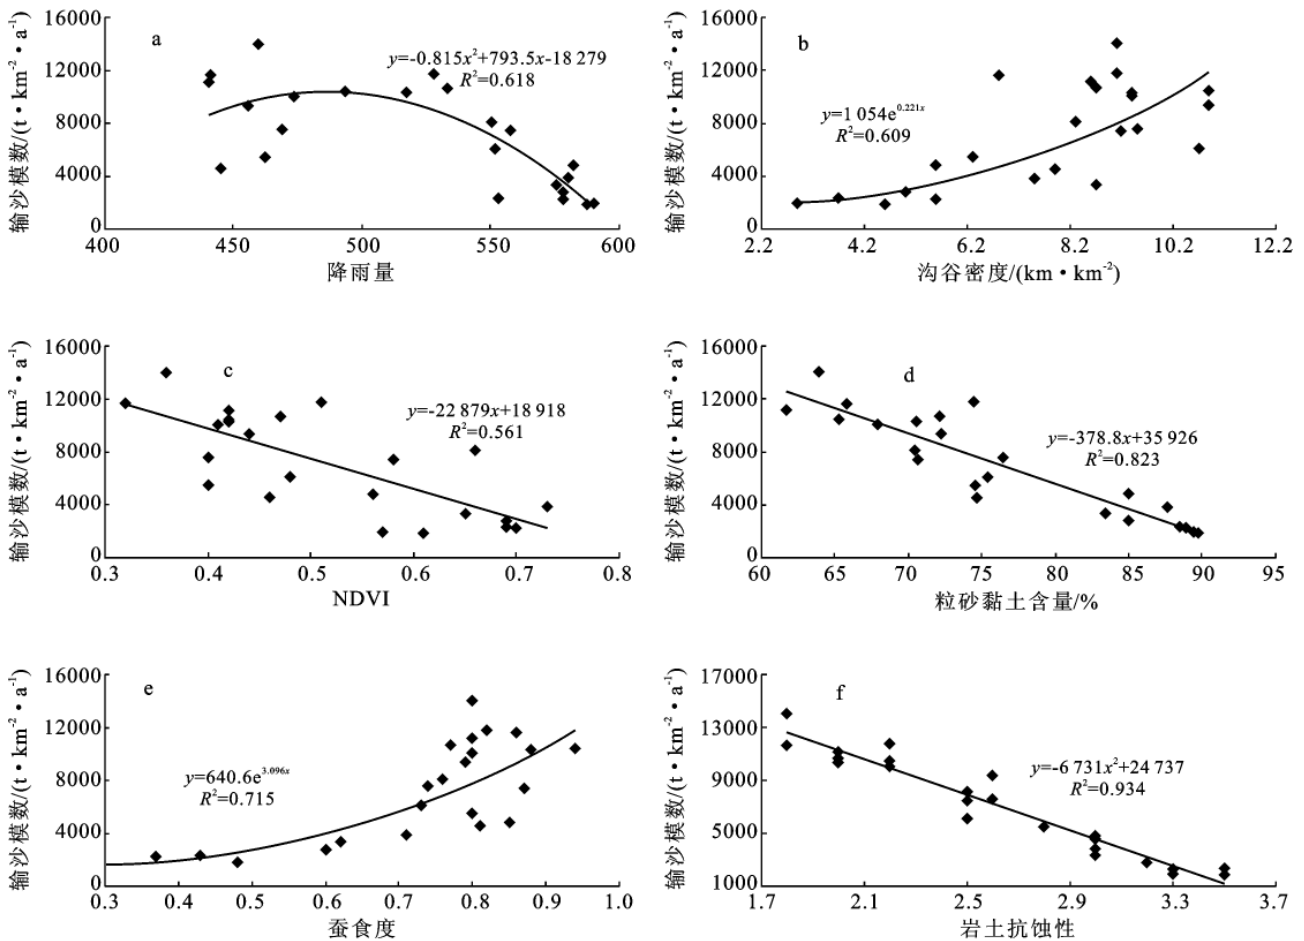 16000
12000
8000
4000
0
输沙模数/(t·km⁻²·a⁻¹)
a
y=-0.815x²+793.5x-18 279
R²=0.618
400 450 500 550 600
降雨量
16000
12000
8000
4000
0
输沙模数/(t·km⁻²·a⁻¹)
b
y=1 054e^0.221x
R²=0.609
2.2 4.2 6.2 8.2 10.2 12.2
沟谷密度/(km·km⁻²)
16000
12000
8000
4000
0
输沙模数/(t·km⁻²·a⁻¹)
c
y=-22 879x+18 918
R²=0.561
0.3 0.4 0.5 0.6 0.7 0.8
NDVI
16000
12000
8000
4000
0
输沙模数/(t·km⁻²·a⁻¹)
d
y=-378.8x+35 926
R²=0.823
60 65 70 75 80 85 90 95
粒砂黏土含量/%
16000
12000
8000
4000
0
输沙模数/(t·km⁻²·a⁻¹)
e
y=640.6e^3.096x
R²=0.715
0.3 0.4 0.5 0.6 0.7 0.8 0.9 1.0
蚕食度
17000
13000
9000
5000
1000
输沙模数/(t·km⁻²·a⁻¹)
f
y=-6 731x²+24 737
R²=0.934
1.7 2.1 2.5 2.9 3.3 3.7
岩土抗蚀性